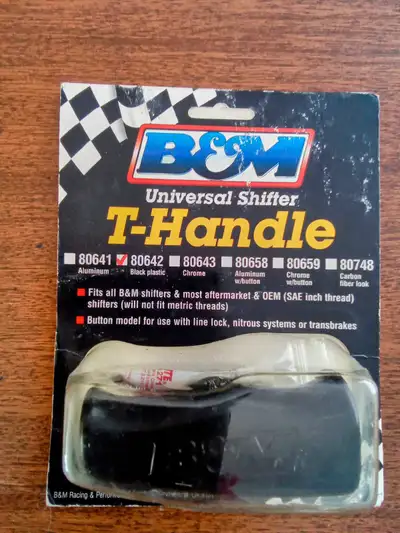 B&M
Universal Shifter
T-Handle
80641 80642 80643 80658 80659 80748
Aluminum Black plastic Chrome Aluminum w/button Chrome w/button Carbon fiber look
Fits all B&M shifters & most aftermarket & OEM (SAE inch thread)
shifters (will not fit metric threads)
Button model for use with line lock, nitrous systems or transbrakes
B&M Racing &